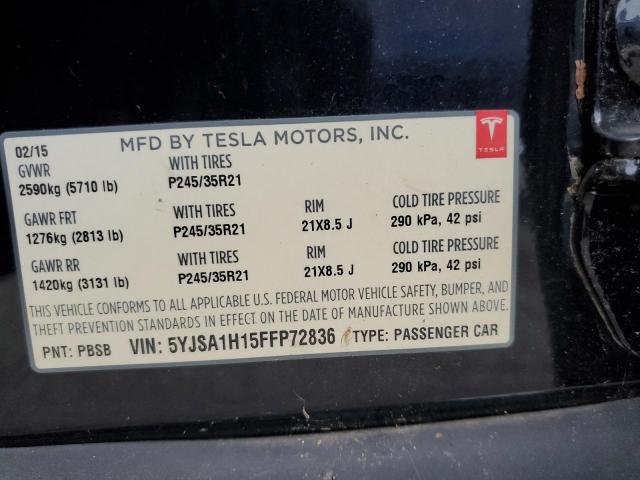 02/15 MFD BY TESLA MOTORS, INC. TESLA
GVWR WITH TIRES
2590kg (5710 lb) P245/35R21
GAWR FRT WITH TIRES RIM COLD TIRE PRESSURE
1276kg (2813 lb) P245/35R21 21X8.5 J 290 kPa, 42 psi
GAWR RR WITH TIRES RIM COLD TIRE PRESSURE
1420kg (3131 lb) P245/35R21 21X8.5 J 290 kPa, 42 psi
THIS VEHICLE CONFORMS TO ALL APPLICABLE U.S. FEDERAL MOTOR VEHICLE SAFETY, BUMPER, AND
THEFT PREVENTION STANDARDS IN EFFECT ON THE DATE OF MANUFACTURE SHOWN ABOVE.
PNT: PBSB VIN: 5YJSA1H15FFP72836 TYPE: PASSENGER CAR